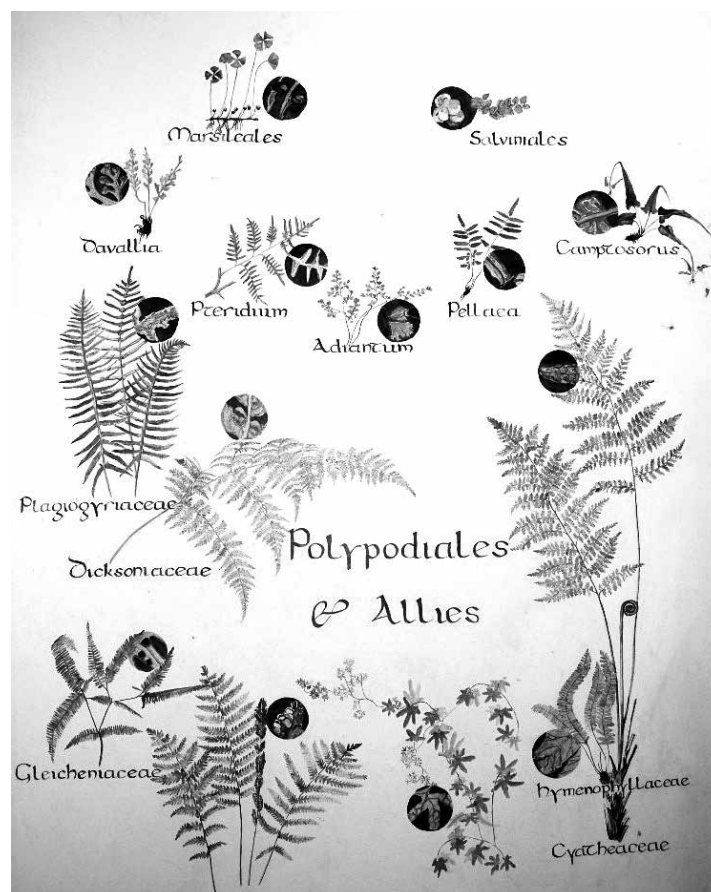 Marsileales
Salviniales
Davallia
Camptosorus
Pteridium
Pellaea
Adiantum
Plagiogyriaceae
Polypodiales
Dicksoniaceae
& Allies
Gleicheniaceae
Hymenophyllaceae
Cyatheaceae